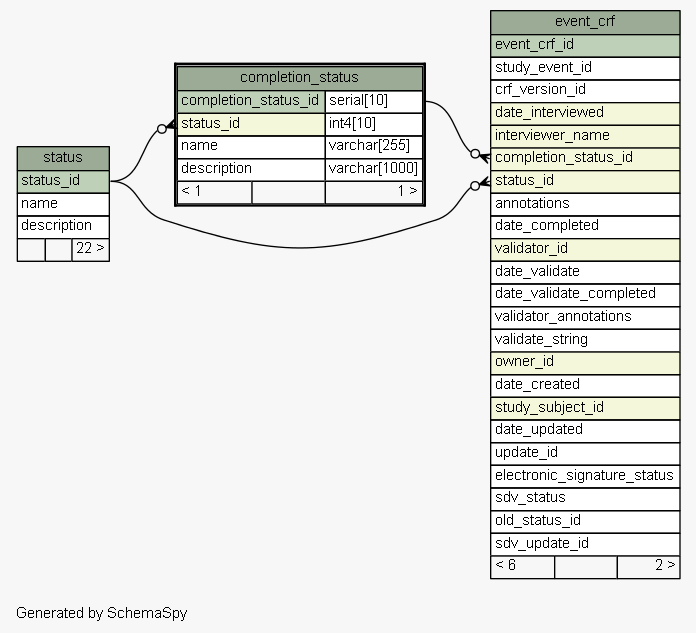 status
status_id
name
description
22 >
completion_status
completion_status_id serial[10]
status_id int4[10]
name varchar[255]
description varchar[1000]
< 1 1 >
event_crf
event_crf_id
study_event_id
crf_version_id
date_interviewed
interviewer_name
completion_status_id
status_id
annotations
date_completed
validator_id
date_validate
date_validate_completed
validator_annotations
validate_string
owner_id
date_created
study_subject_id
date_updated
update_id
electronic_signature_status
sdv_status
old_status_id
sdv_update_id
< 6 2 >
Generated by SchemaSpy